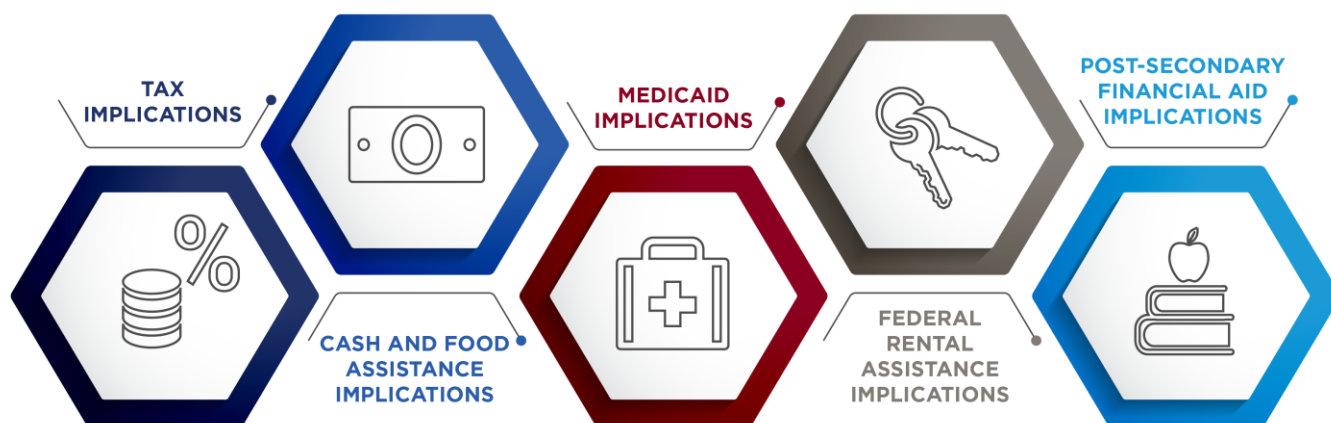 TAX
IMPLICATIONS
CASH AND FOOD
ASSISTANCE
IMPLICATIONS
MEDICAID
IMPLICATIONS
FEDERAL
RENTAL
ASSISTANCE
IMPLICATIONS
POST-SECONDARY
FINANCIAL AID
IMPLICATIONS
%